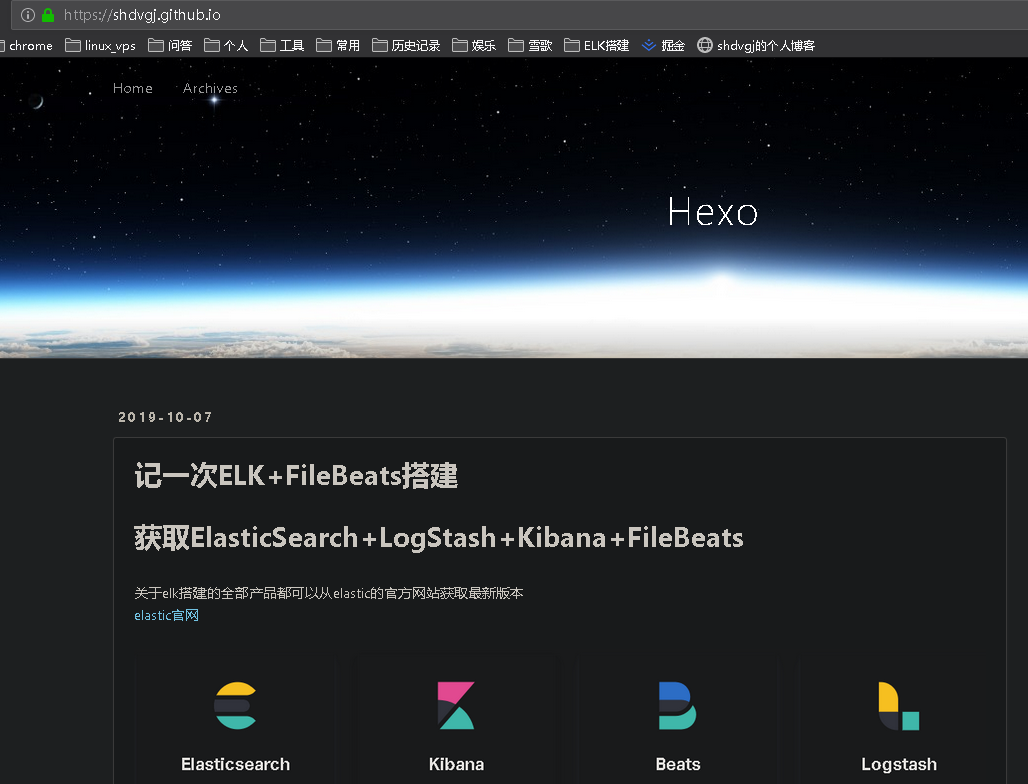 https://shdvgj.github.io
chrome linux_vps 问答 个人 工具 常用 历史记录 娱乐 雪歌 ELK搭建 掘金 shdvgj的个人博客
Home Archives
Hexo
2019-10-07
记一次ELK+FileBeats搭建
获取ElasticSearch+LogStash+Kibana+FileBeats
关于elk搭建的全部产品都可以从elastic的官方网站获取最新版本
elastic官网
Elasticsearch Kibana Beats Logstash